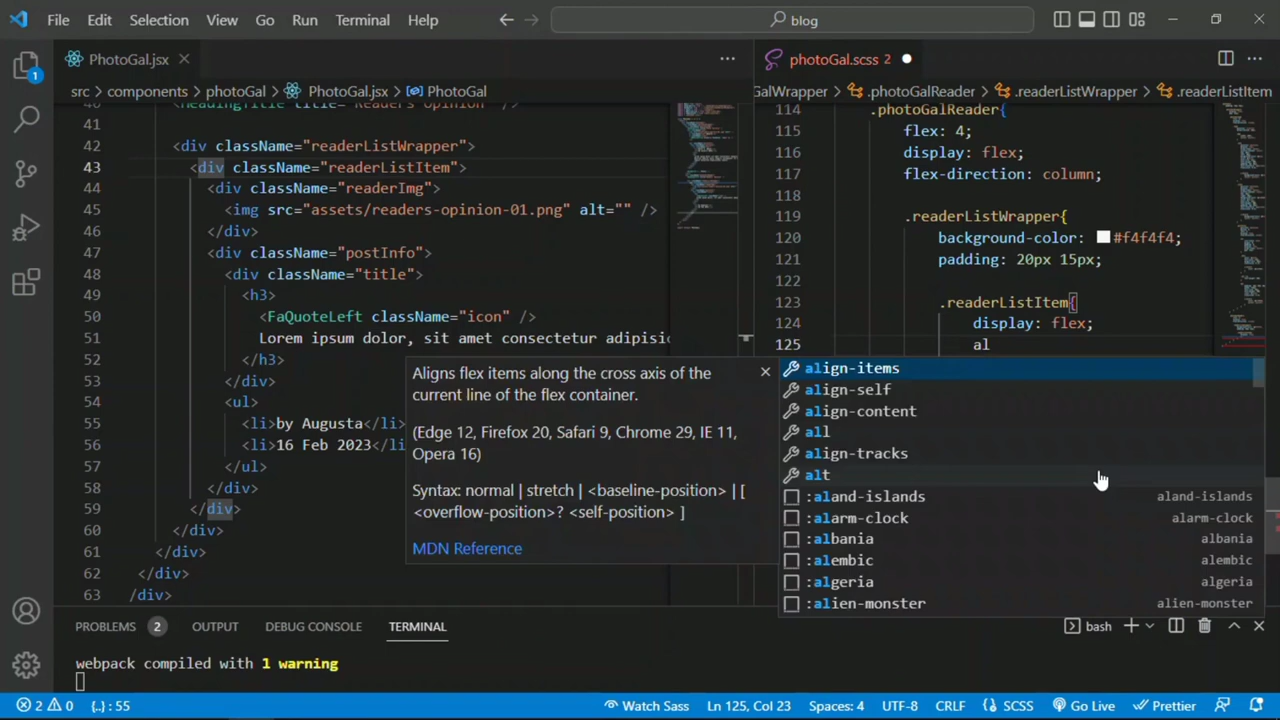 File Edit Selection View Go Run Terminal Help
blog
PhotoGal.jsx
photoGal.scss 2
src > components > photoGal > PhotoGal.jsx > PhotoGal
GalWrapper > .photoGalReader > .readerListWrapper > .readerListItem
1
41
42 <div className="readerListWrapper">
43 <div className="readerListItem">
44 <div className="readerImg">
45 <img src="assets/readers-opinion-01.png" alt="" />
46 </div>
47 <div className="postInfo">
48 <div className="title">
49 <h3>
50 <FaQuoteLeft className="icon" />
51 Lorem ipsum dolor, sit amet consectetur adipisic
52 </h3>
53 </div>
54 <ul>
55 <li>by Augusta</li>
56 <li>16 Feb 2023</li
57 </ul>
58 </div>
59 </div>
60 </div>
61 </div>
62 </div>
63 /div>
114 .photoGalReader{
115 flex: 4;
116 display: flex;
117 flex-direction: column;
118
119 .readerListWrapper{
120 background-color: #f4f4f4;
121 padding: 20px 15px;
122
123 .readerListItem{
124 display: flex;
125 al
Aligns flex items along the cross axis of the
current line of the flex container.
(Edge 12, Firefox 20, Safari 9, Chrome 29, IE 11,
Opera 16)
Syntax: normal | stretch | <baseline-position> | [
<overflow-position>? <self-position> ]
MDN Reference
align-items
align-self
align-content
all
align-tracks
alt
:aland-islands aland-islands
:alarm-clock alarm-clock
:albania albania
:alembic alembic
:algeria algeria
:alien-monster alien-monster
PROBLEMS 2 OUTPUT DEBUG CONSOLE TERMINAL
bash
webpack compiled with 1 warning
2 0 {..} : 55
Watch Sass Ln 125, Col 23 Spaces: 4 UTF-8 CRLF SCSS Go Live Prettier